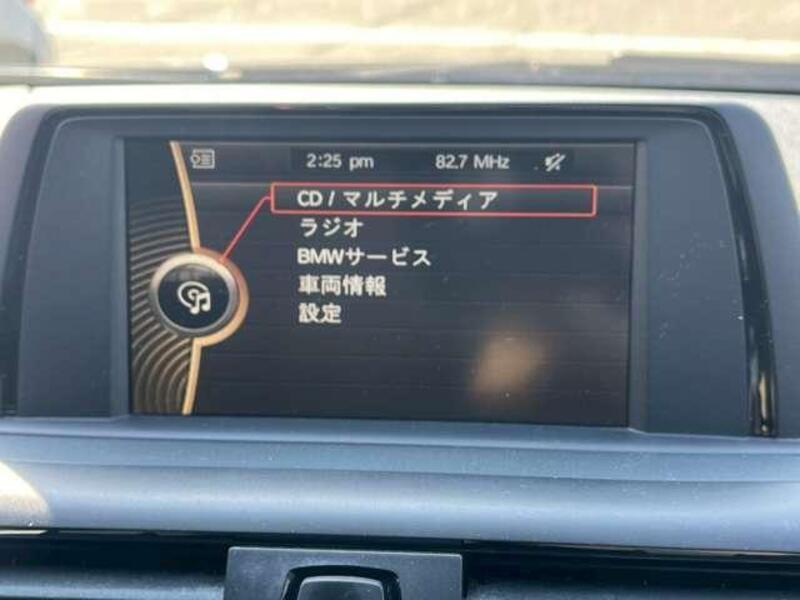 2:25 pm 82.7 MHz
CD / マルチメディア
ラジオ
BMWサービス
車両情報
設定